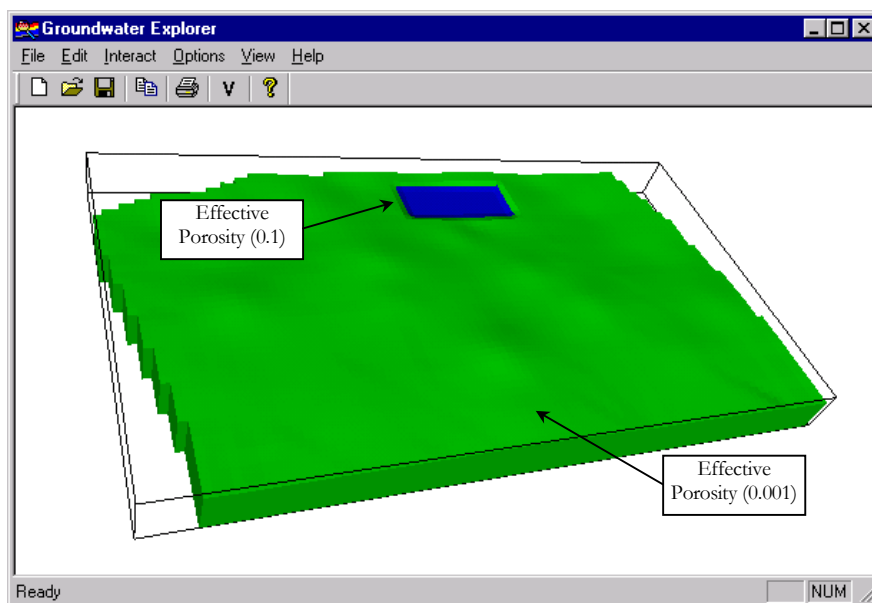 Groundwater Explorer
File Edit Interact Options View Help
V ?
Effective
Porosity (0.1)
Effective
Porosity (0.001)
Ready NUM